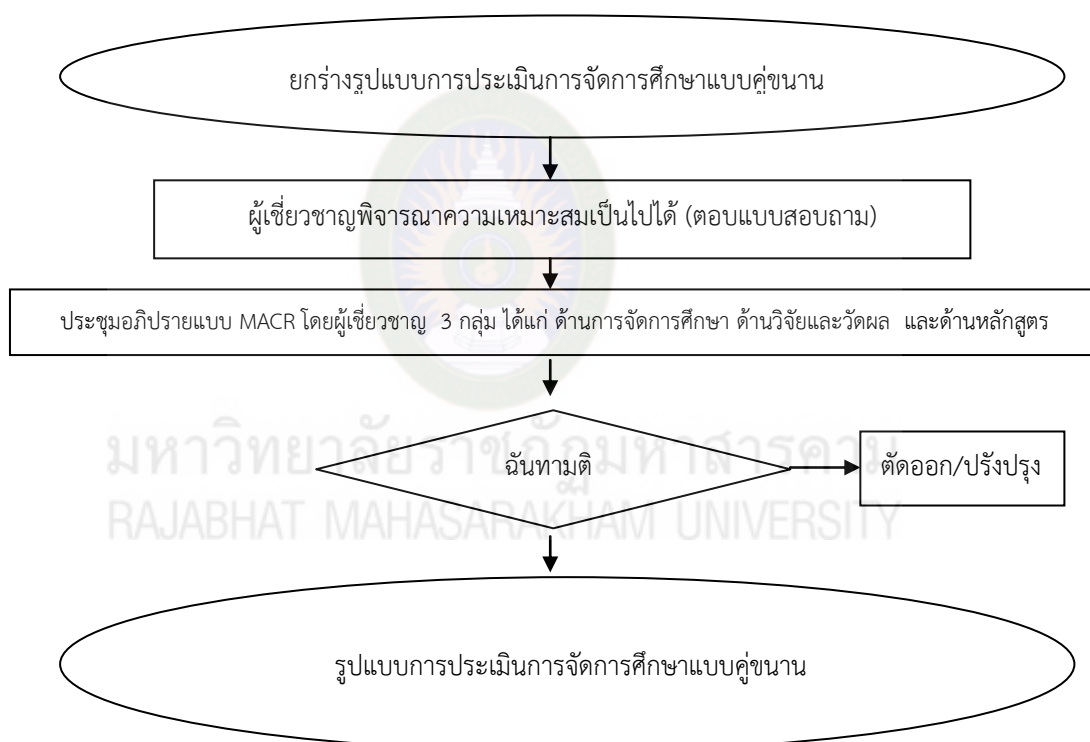 ยกร่างรูปแบบการประเมินการจัดการศึกษาแบบคู่ขนาน
ผู้เชี่ยวชาญพิจารณาความเหมาะสมเป็นไปได้ (ตอบแบบสอบถาม)
ประชุมอภิปรายแบบ MACR โดยผู้เชี่ยวชาญ 3 กลุ่ม ได้แก่ ด้านการจัดการศึกษา ด้านวิจัยและวัดผล และด้านหลักสูตร
มหาวิทยาลัยราชภัฏมหาสารคาม
ฉันทามติ
ตัดออก/ปรังปรุง
RAJABHAT MAHASARAKHAM UNIVERSITY
รูปแบบการประเมินการจัดการศึกษาแบบคู่ขนาน